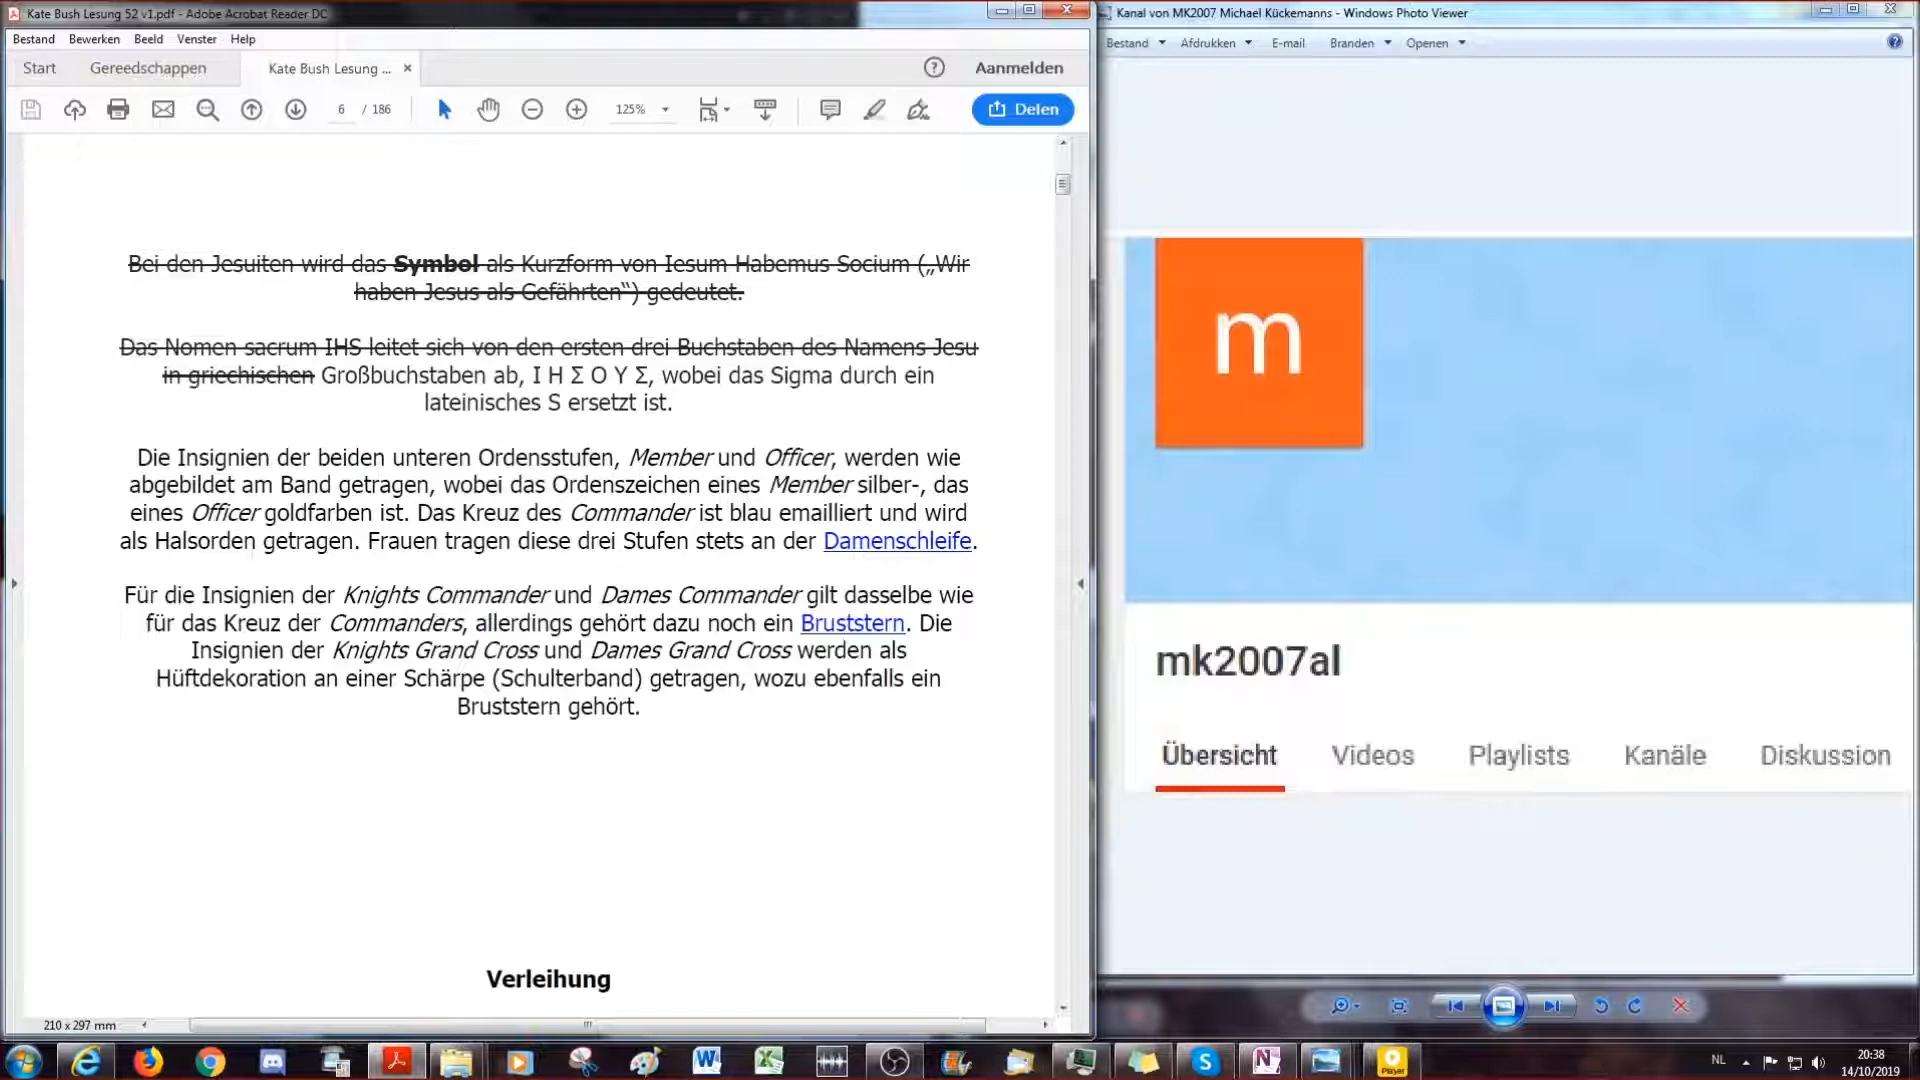 Kate Bush Lesung 52 v1.pdf - Adobe Acrobat Reader DC
Bestand Bewerken Beeld Venster Help
Start Gereedschappen Kate Bush Lesung ... × Aanmelden
6 / 186 125% Delen
Bei den Jesuiten wird das Symbol als Kurzform von Iesum Habemus Socium („Wir
haben Jesus als Gefährten“) gedeutet.
Das Nomen sacrum IHS leitet sich von den ersten drei Buchstaben des Namens Jesu
in griechischen Großbuchstaben ab, Ι Η Σ Ο Υ Σ, wobei das Sigma durch ein
lateinisches S ersetzt ist.
Die Insignien der beiden unteren Ordensstufen, Member und Officer, werden wie
abgebildet am Band getragen, wobei das Ordenszeichen eines Member silber-, das
eines Officer goldfarben ist. Das Kreuz des Commander ist blau emailliert und wird
als Halsorden getragen. Frauen tragen diese drei Stufen stets an der Damenschleife.
Für die Insignien der Knights Commander und Dames Commander gilt dasselbe wie
für das Kreuz der Commanders, allerdings gehört dazu noch ein Bruststern. Die
Insignien der Knights Grand Cross und Dames Grand Cross werden als
Hüftdekoration an einer Schärpe (Schulterband) getragen, wozu ebenfalls ein
Bruststern gehört.
Verleihung
210 x 297 mm
Kanal von MK2007 Michael Kückemanns - Windows Photo Viewer
Bestand Afdrukken E-mail Branden Openen
m
mk2007al
Übersicht Videos Playlists Kanäle Diskussion
Player
NL
20:38
14/10/2019